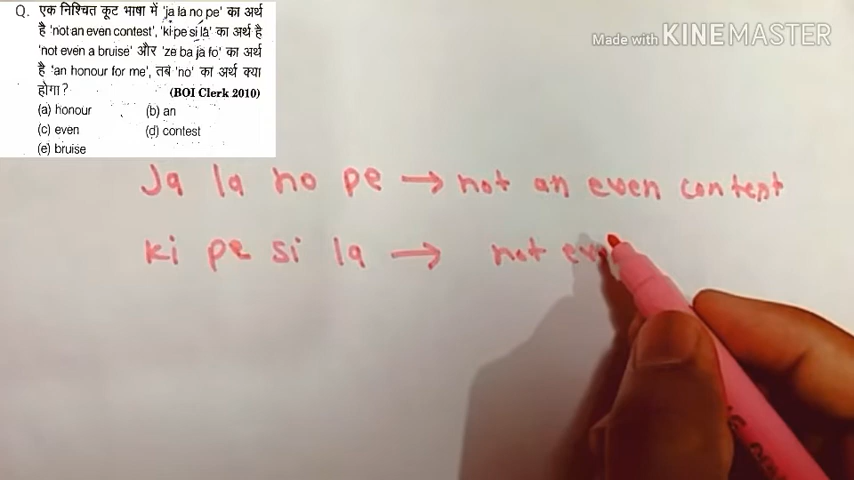 Q. एक निश्चित कूट भाषा में 'ja la no pe' का अर्थ
है 'not an even contest', 'ki pe si la' का अर्थ है
'not even a bruise' और 'ze ba ja fo' का अर्थ
है 'an honour for me', तब 'no' का अर्थ क्या
होगा? (BOI Clerk 2010)
(a) honour (b) an
(c) even (d) contest
(e) bruise
Made with KINEMASTER
Ja la no pe → not an even contest
Ki pe si la → not eve